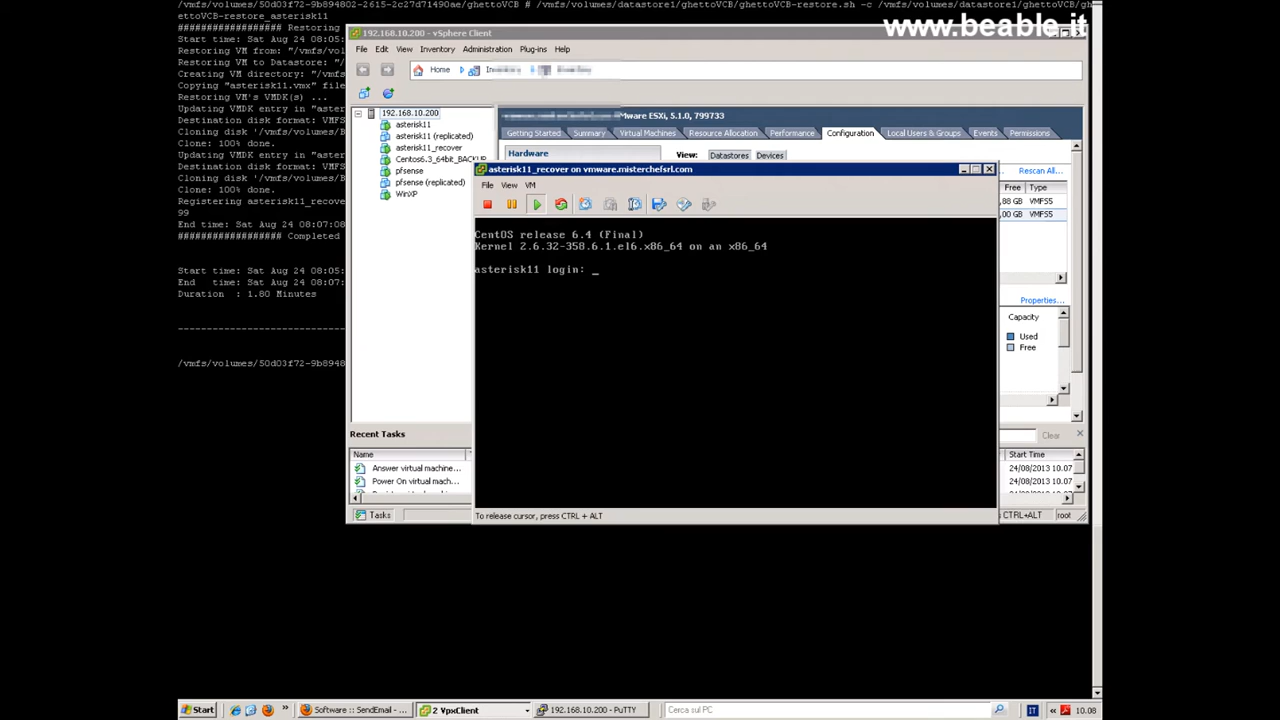 /vmfs/volumes/50d03f72-9b894802-2615-2c27d71490ae/ghettoVCB # /vmfs/volumes/datastore1/ghettoVCB/ghettoVCB-restore.sh -c /vmfs/volumes/datastore1/ghettoVCB/gh
ettoVCB-restore_asterisk11
################## Restoring
Start time: Sat Aug 24 08:05:
Restoring VM from: "/vmfs
Restoring VM to Datastore: "/
Creating VM directory: "/vmfs
Copying "asterisk11.vmx" file
Restoring VM's VMDK(s) ...
Updating VMDK entry in "aste
Destination disk format: VMFS
Cloning disk '/vmfs/volumes/B
Clone: 100% done.
Updating VMDK entry in "aste
Destination disk format: VMFS
Cloning disk '/vmfs/volumes/B
Clone: 100% done.
Registering asterisk11_recove
99
End time: Sat Aug 24 08:07:08
################## Completed
Start time: Sat Aug 24 08:05:
End   time: Sat Aug 24 08:07:
Duration  : 1.80 Minutes
/vmfs/volumes/50d03f72-9b8948
www.beable.it
192.168.10.200 - vSphere Client
File Edit View Inventory Administration Plug-ins Help
Home
192.168.10.200
asterisk11
asterisk11 (replicated)
asterisk11_recover
Centos6.3_64bit_BACKUP
pfsense
pfsense (replicated)
WinXP
Mware ESXi, 5.1.0, 799733
Getting Started Summary Virtual Machines Resource Allocation Performance Configuration Local Users & Groups Events Permissions
Hardware View: Datastores Devices
Rescan All...
Free Type
,88 GB VMFS5
,00 GB VMFS5
Properties...
Capacity
Used
Free
asterisk11_recover on vmware.misterchefsrl.com
File View VM
CentOS release 6.4 (Final)
Kernel 2.6.32-358.6.1.el6.x86_64 on an x86_64
asterisk11 login: _
To release cursor, press CTRL + ALT
Recent Tasks
Clear
Name
Start Time
Answer virtual machine...
24/08/2013 10.07
Power On virtual mach...
24/08/2013 10.07
Tasks
CTRL+ALT root
Start
Software :: SendEmail - ...
2 VpxClient
192.168.10.200 - PuTTY
Cerca sul PC
IT
10.08